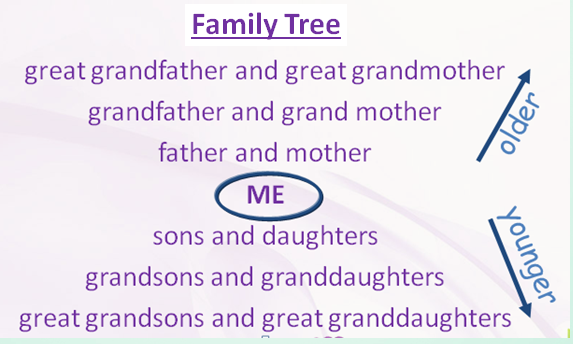 Family Tree
great grandfather and great grandmother
grandfather and grand mother
father and mother
older
ME
sons and daughters
grandsons and granddaughters
great grandsons and great granddaughters
younger